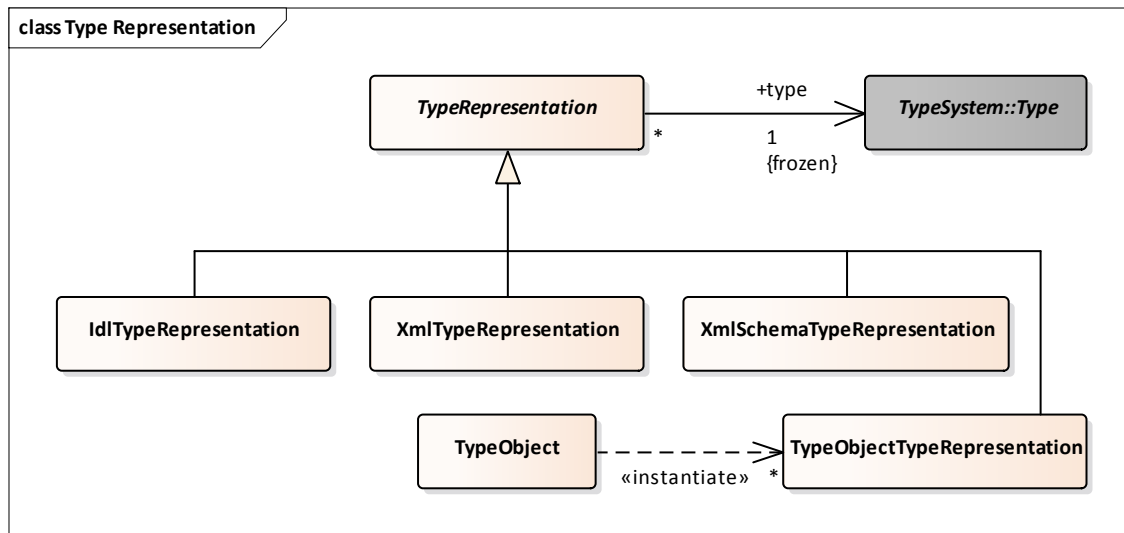 class Type Representation
TypeRepresentation
+type
TypeSystem::Type
*
1
{frozen}
IdlTypeRepresentation
XmlTypeRepresentation
XmlSchemaTypeRepresentation
TypeObject
TypeObjectTypeRepresentation
«instantiate»
*